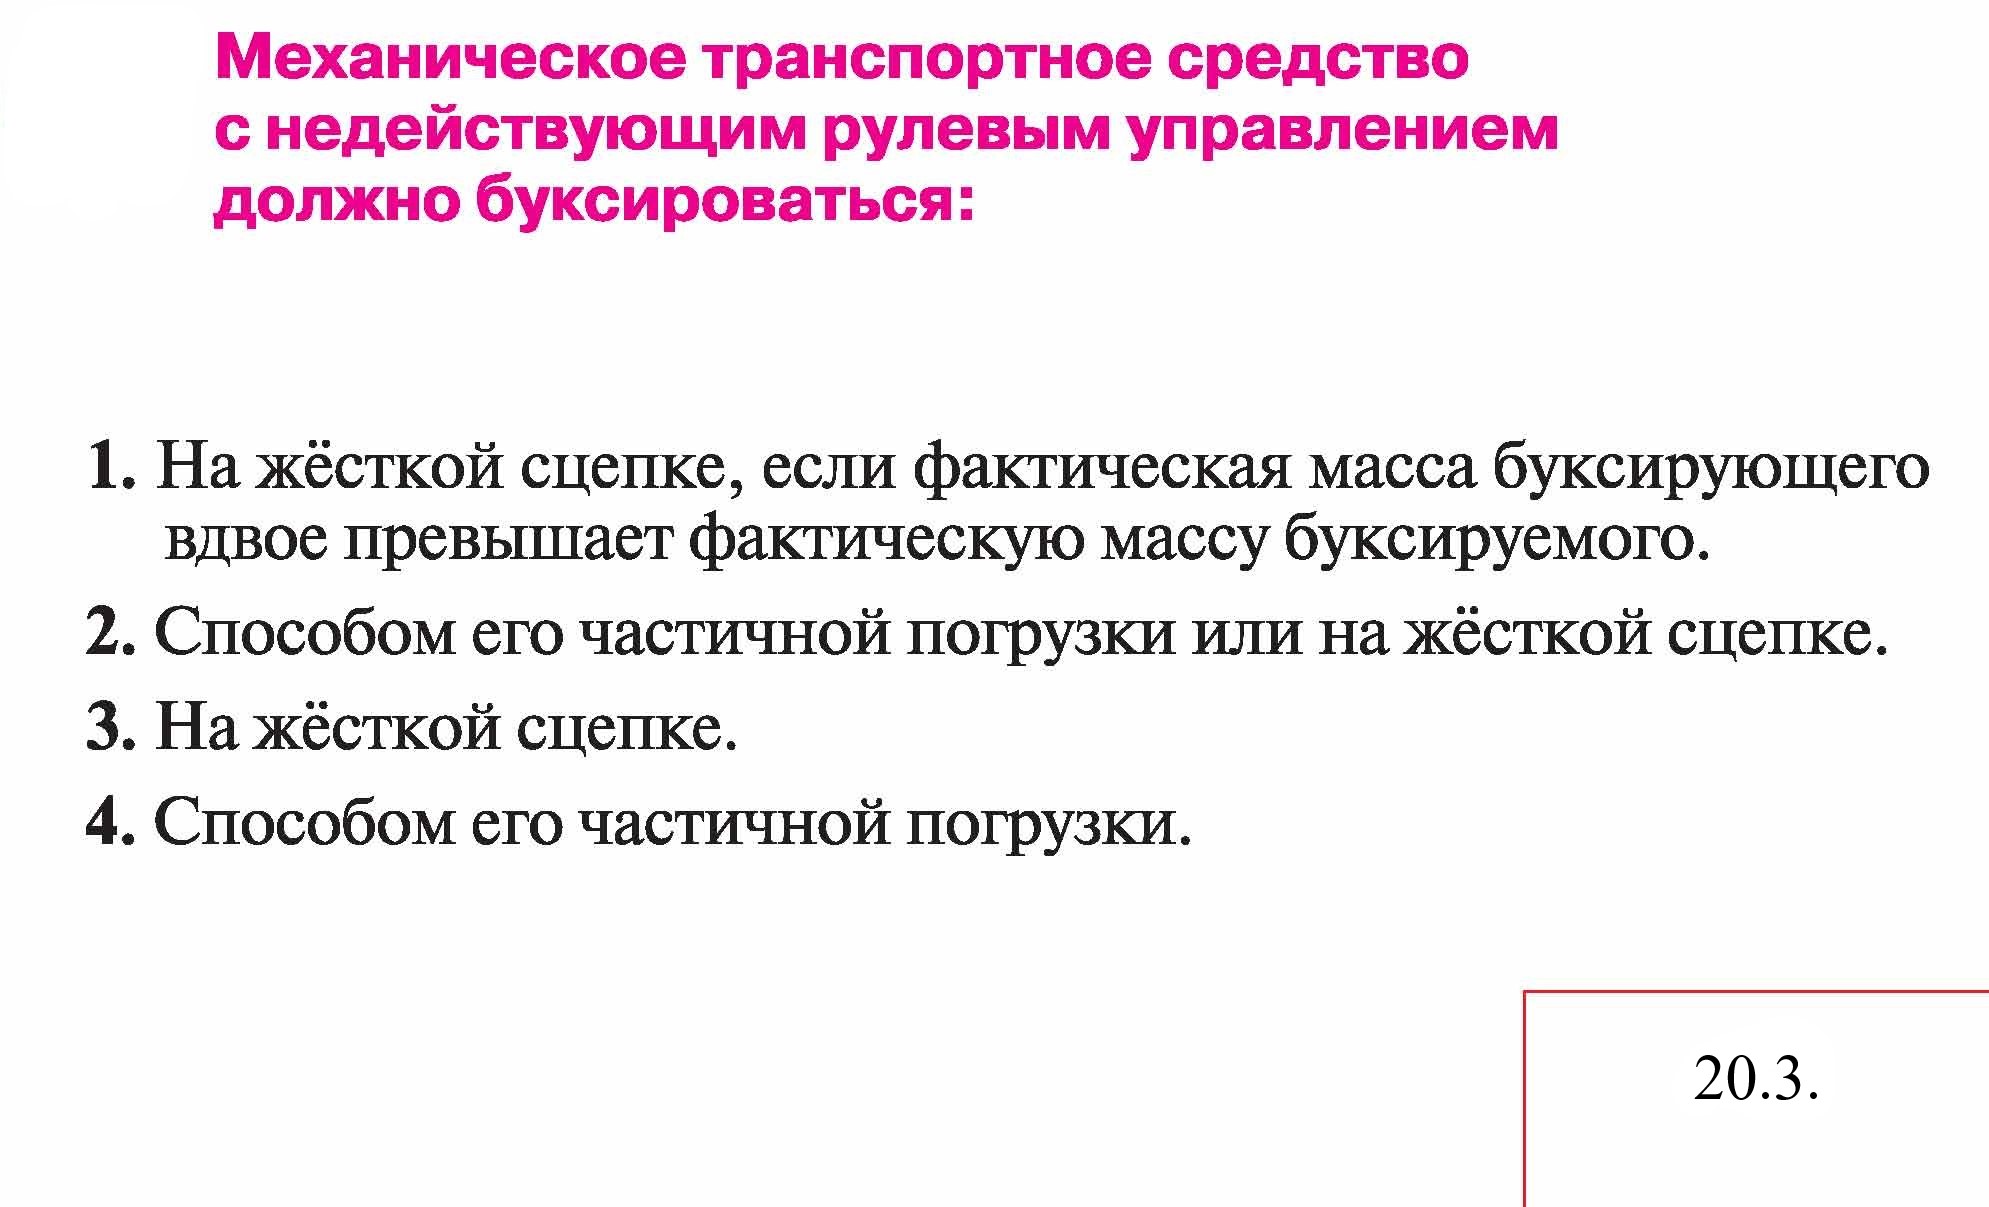 Механическое транспортное средство
с недействующим рулевым управлением
должно буксироваться:
1. На жёсткой сцепке, если фактическая масса буксирующего
вдвое превышает фактическую массу буксируемого.
2. Способом его частичной погрузки или на жёсткой сцепке.
3. На жёсткой сцепке.
4. Способом его частичной погрузки.
20.3.